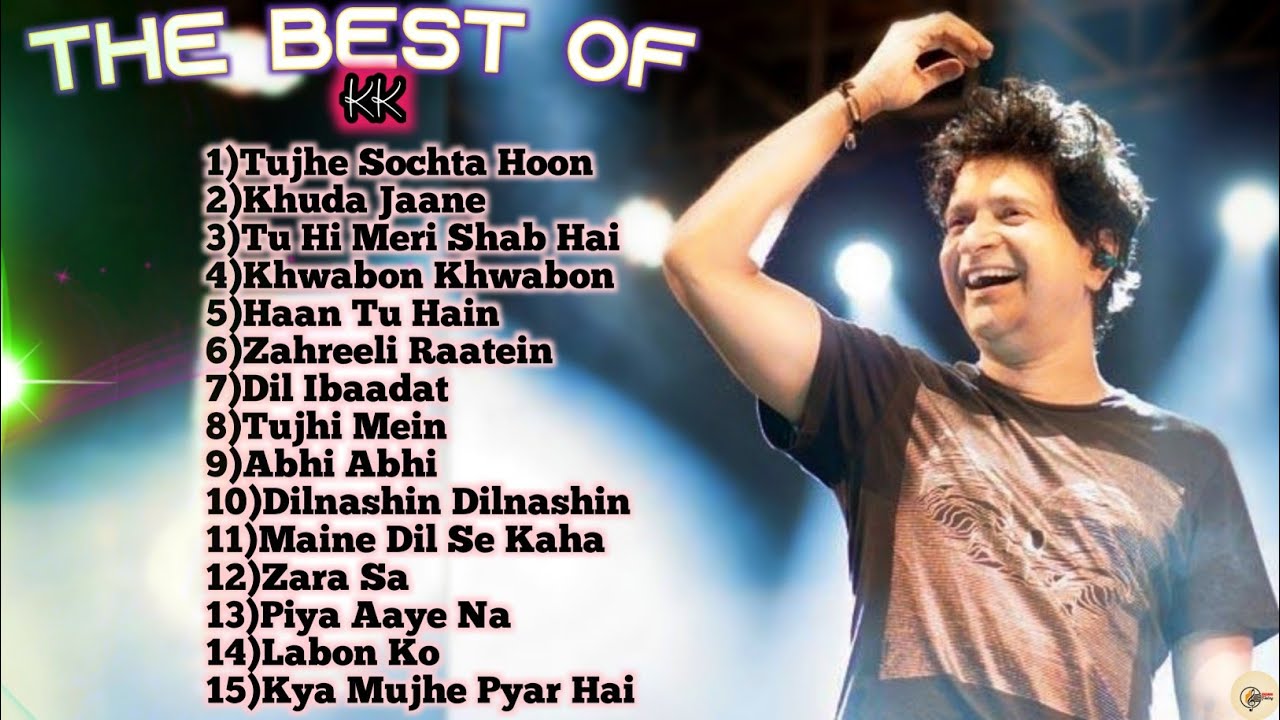 THE BEST OF
KK
1)Tujhe Sochta Hoon
2)Khuda Jaane
3)Tu Hi Meri Shab Hai
4)Khwabon Khwabon
5)Haan Tu Hain
6)Zahreeli Raatein
7)Dil Ibaadat
8)Tujhi Mein
9)Abhi Abhi
10)Dilnashin Dilnashin
11)Maine Dil Se Kaha
12)Zara Sa
13)Piya Aaye Na
14)Labon Ko
15)Kya Mujhe Pyar Hai